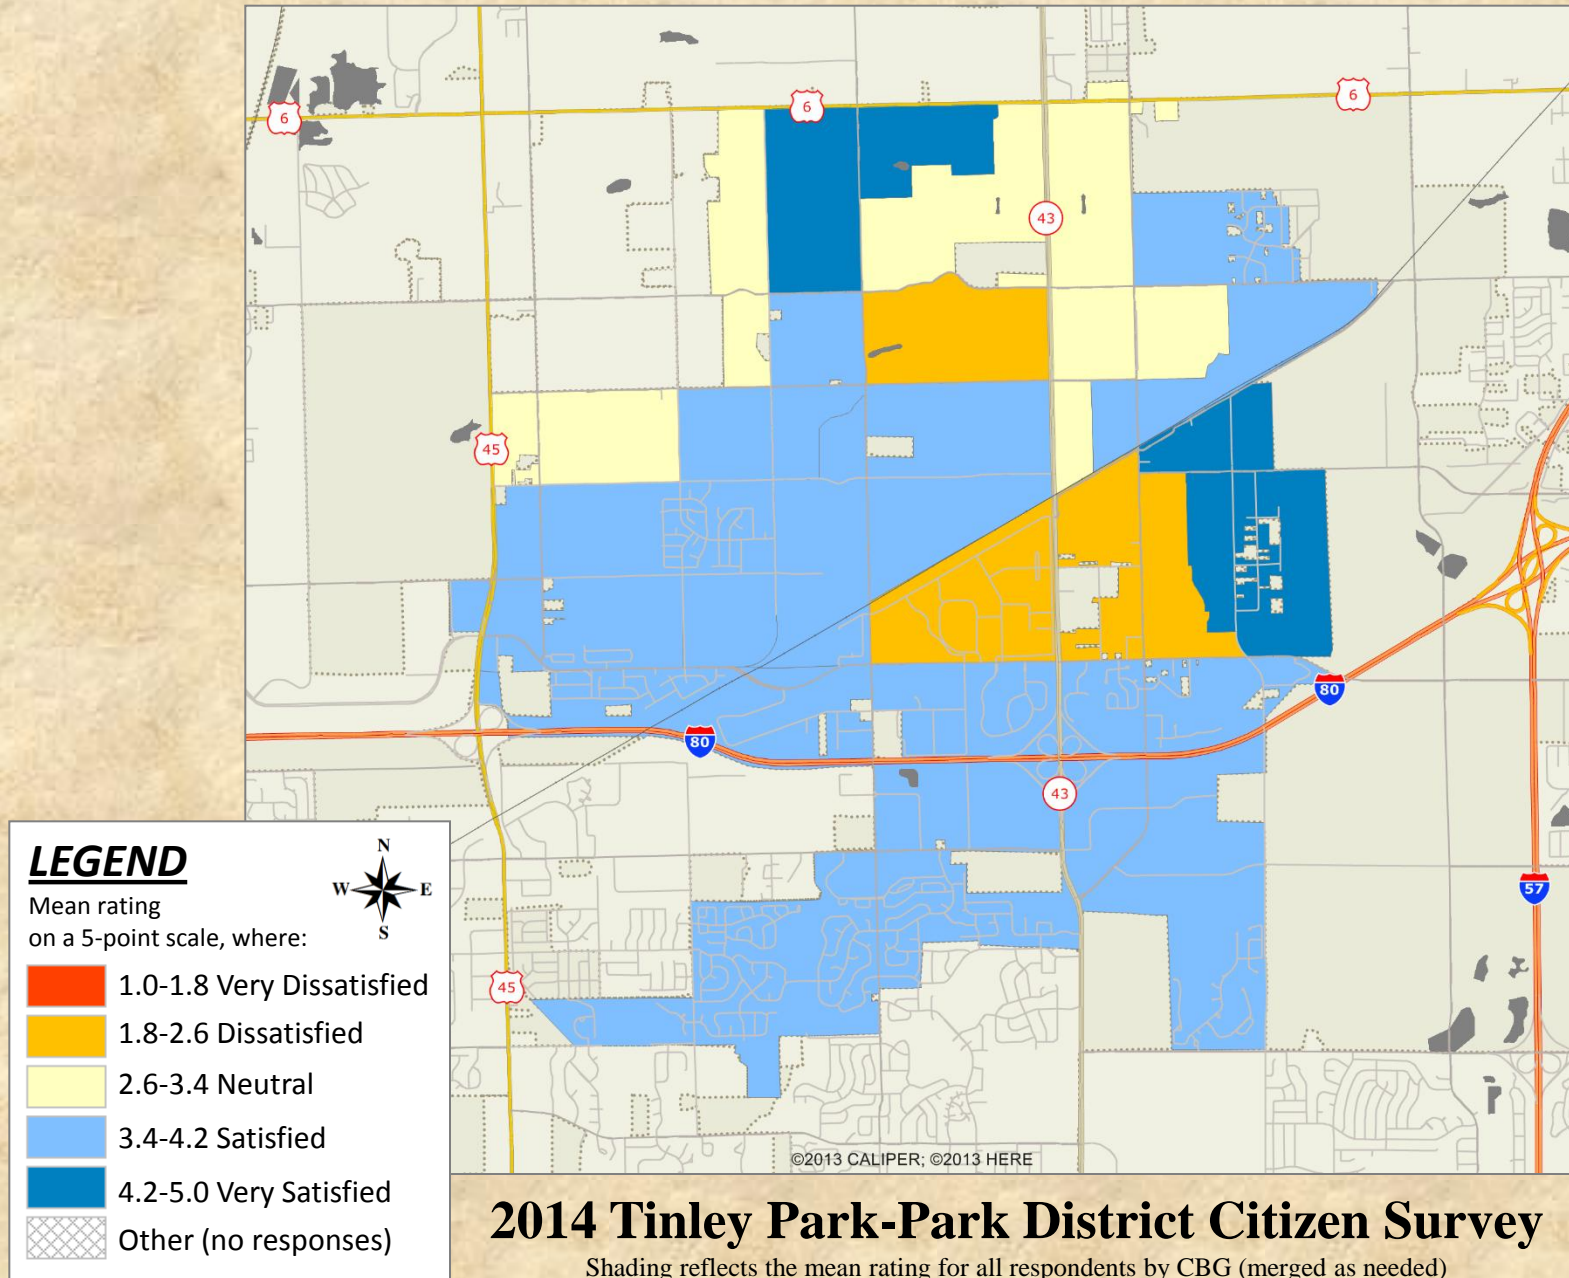 6
6
6
43
45
80
80
43
57
45
©2013 CALIPER; ©2013 HERE
LEGEND
N
W E
S
Mean rating
on a 5-point scale, where:
1.0-1.8 Very Dissatisfied
1.8-2.6 Dissatisfied
2.6-3.4 Neutral
3.4-4.2 Satisfied
4.2-5.0 Very Satisfied
Other (no responses)
2014 Tinley Park-Park District Citizen Survey
Shading reflects the mean rating for all respondents by CBG (merged as needed)